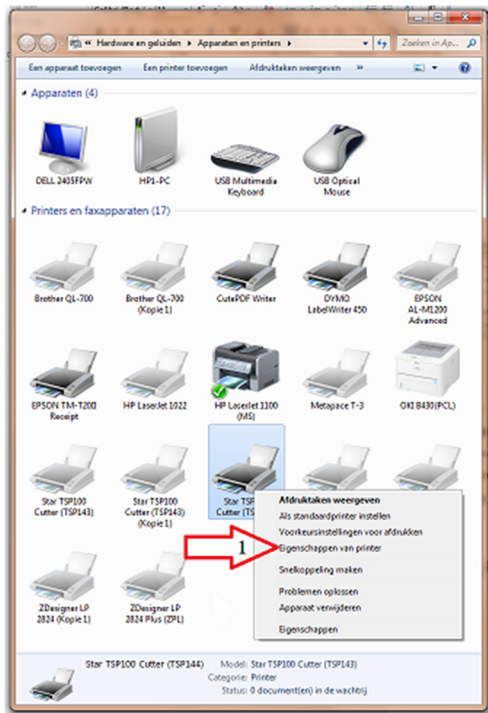 Hardware en geluiden
Apparaten en printers
Zoeken in Ap...
Een apparaat toevoegen
Een printer toevoegen
Afdruktaken weergeven
»
Apparaten (4)
DELL 2405FPW
HP1-PC
USB Multimedia
Keyboard
USB Optical
Mouse
Printers en faxapparaten (17)
Brother QL-700
Brother QL-700
(Kopie 1)
CutePDF Writer
DYMO
LabelWriter 450
EPSON
AL-M1200
Advanced
EPSON TM-T20II
Receipt
HP LaserJet 1022
HP LaserJet 1100
(MS)
Metapace T-3
OKI B430(PCL)
Star TSP100
Cutter (TSP143)
Star TSP100
Cutter (TSP143)
(Kopie 1)
Star TSP
Cutter (TS
Afdruktaken weergeven
Als standaardprinter instellen
Voorkeursinstellingen voor afdrukken
1
Eigenschappen van printer
Snelkoppeling maken
Problemen oplossen
Apparaat verwijderen
Eigenschappen
ZDesigner LP
2824 (Kopie 1)
ZDesigner LP
2824 Plus (ZPL)
Star TSP100 Cutter (TSP144)
Model: Star TSP100 Cutter (TSP143)
Categorie: Printer
Status: 0 document(en) in de wachtrij